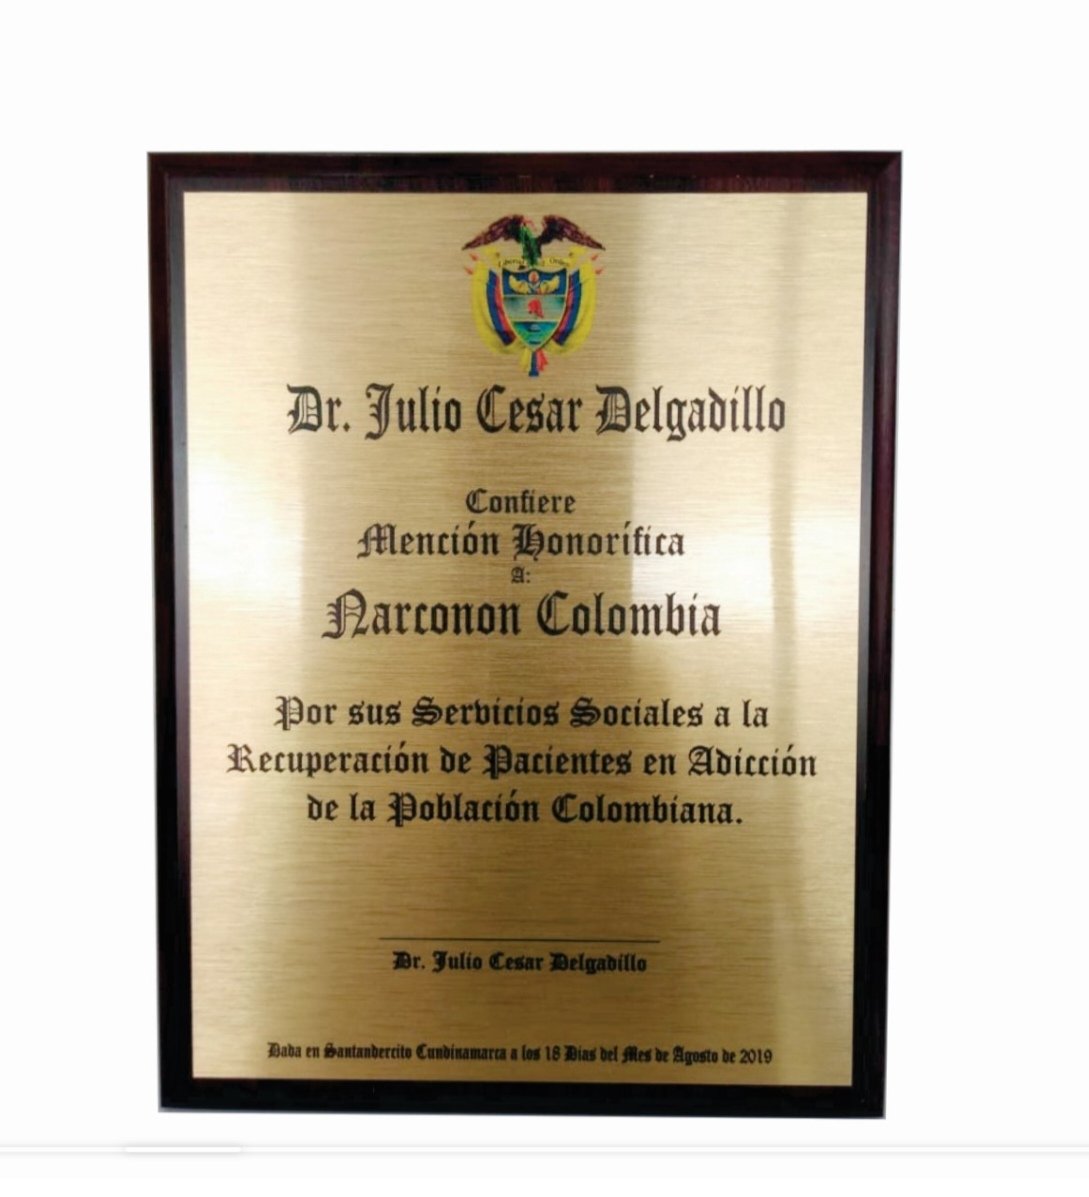 Libertad y Orden
Dr. Julio Cesar Delgadillo
Confiere
Mención Honorífica
A:
Narconon Colombia
Por sus Servicios Sociales a la
Recuperación de Pacientes en Adicción
de la Población Colombiana.
Dr. Julio Cesar Delgadillo
Dada en Santandercito Cundinamarca a los 18 Dias del Mes de Agosto de 2019